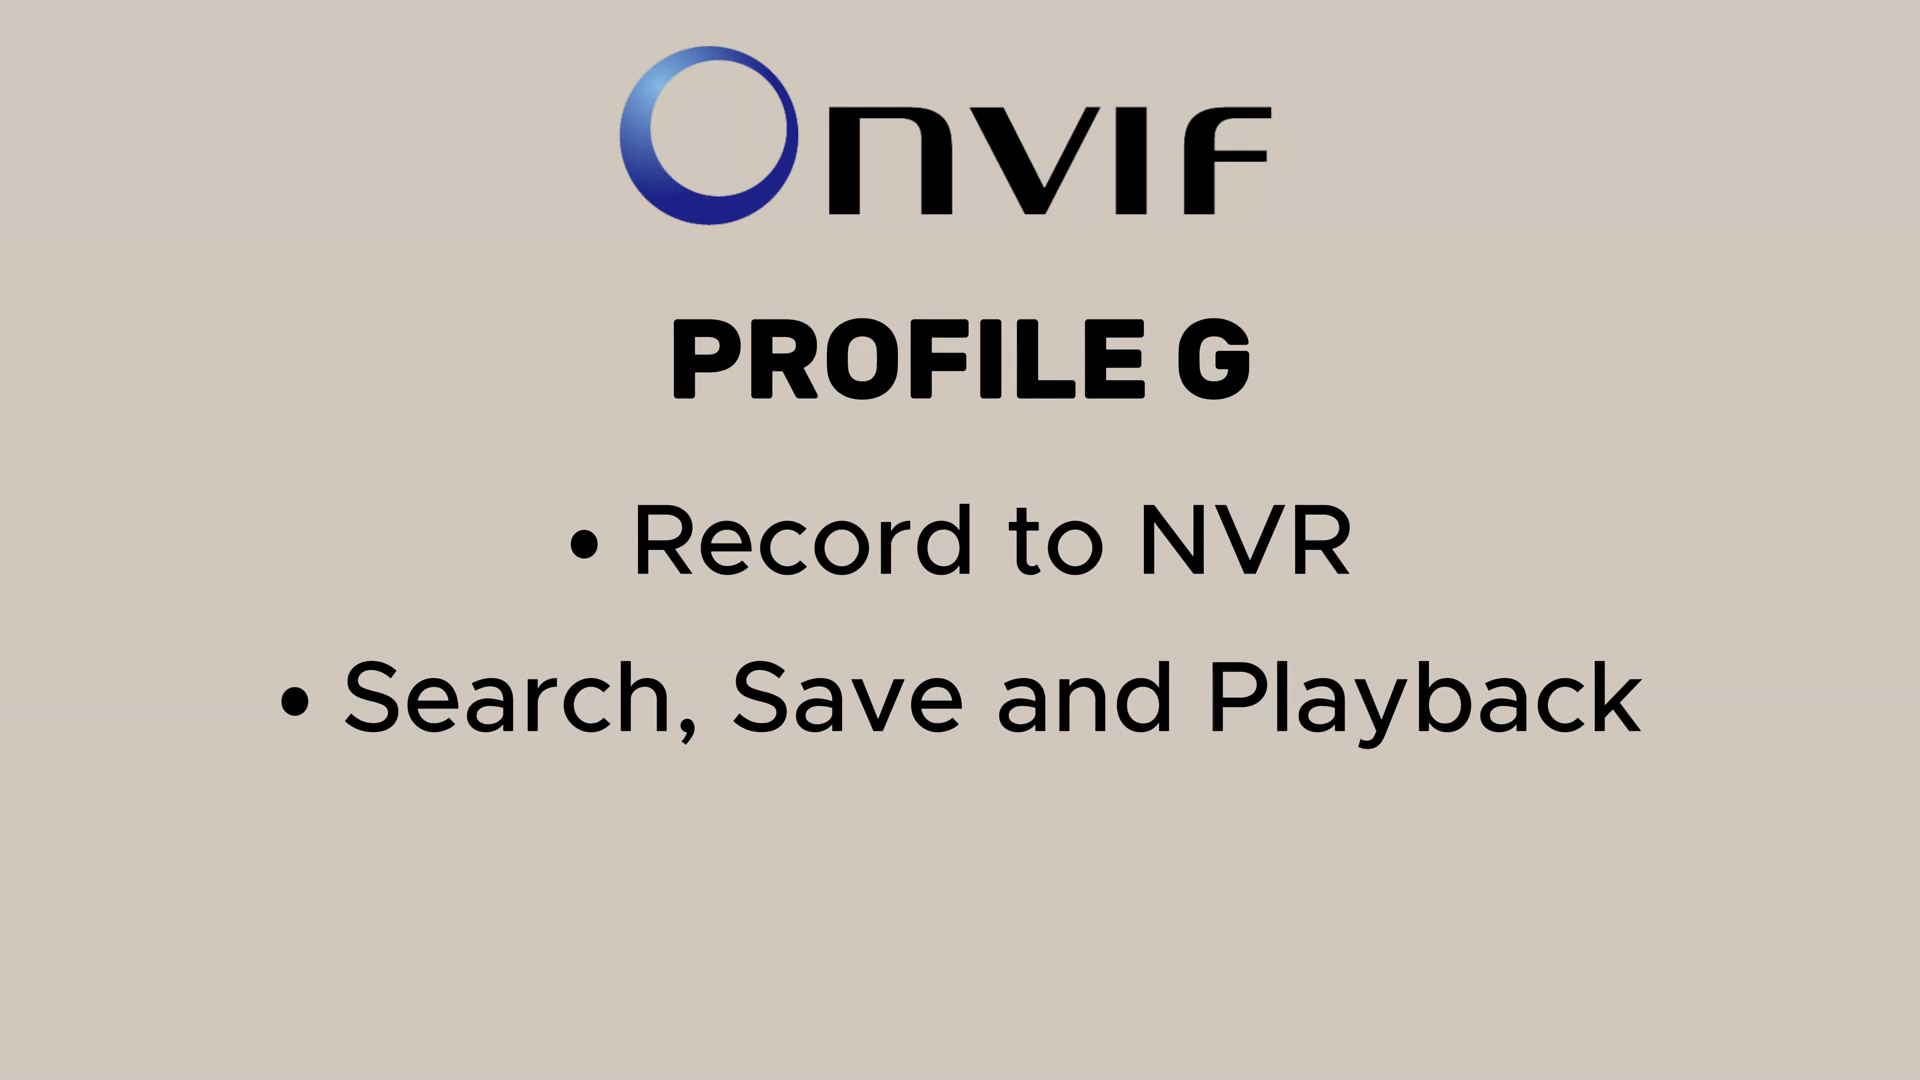 Onvif
PROFILE G
• Record to NVR
• Search, Save and Playback